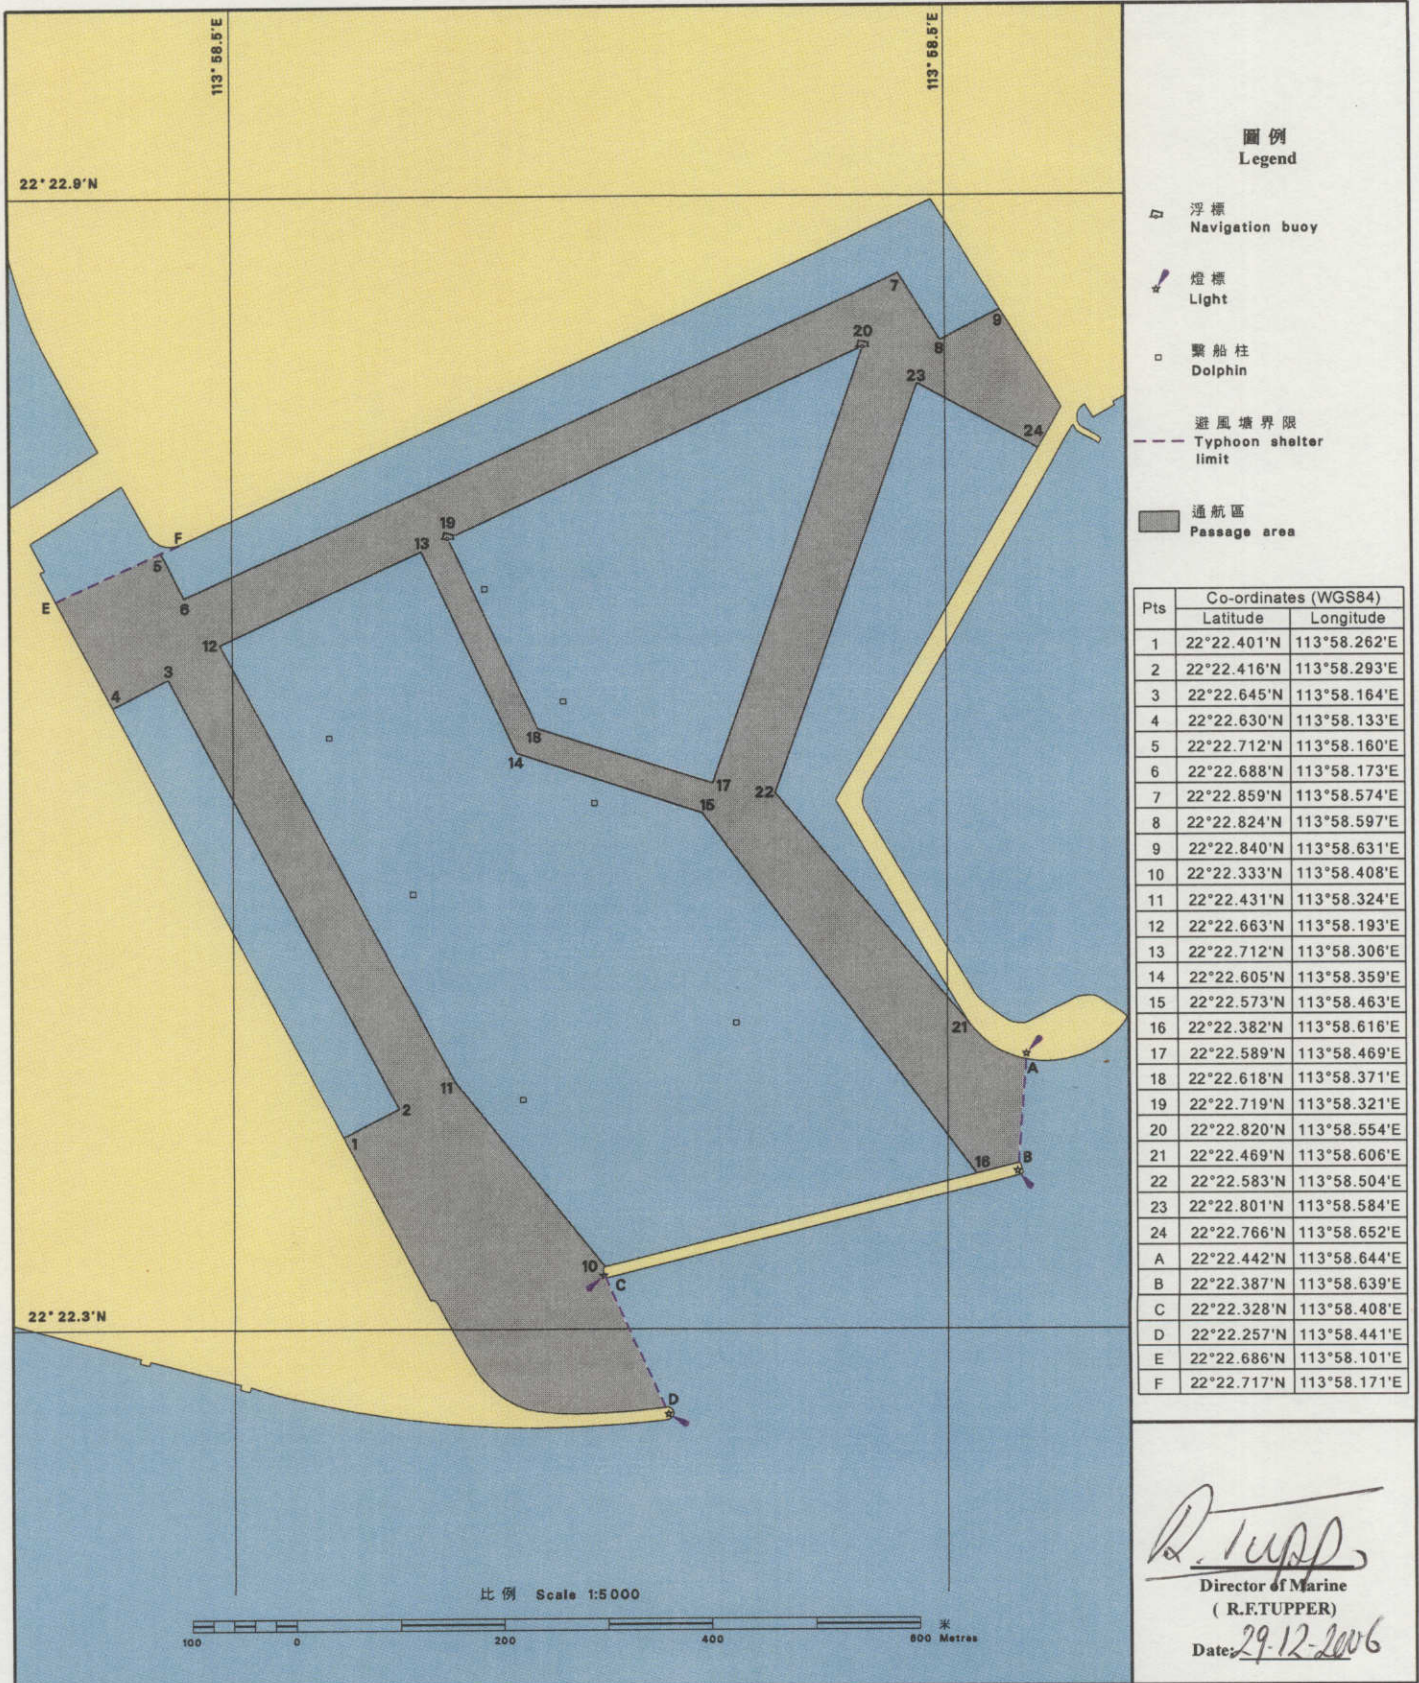 113° 58.5'E
113° 58.5'E
22° 22.9'N
7
20
8
9
23
24
19
13
F
5
E
6
12
3
4
18
14
17
15
22
21
A
11
2
1
16
B
10
C
22° 22.3'N
D
比例 Scale 1:5000
100 0 200 400 600 米 Metres
圖例
Legend
浮標
Navigation buoy
燈標
Light
繫船柱
Dolphin
避風塘界限
Typhoon shelter
limit
通航區
Passage area
Pts Co-ordinates (WGS84)
Latitude Longitude
1 22°22.401'N 113°58.262'E
2 22°22.416'N 113°58.293'E
3 22°22.645'N 113°58.164'E
4 22°22.630'N 113°58.133'E
5 22°22.712'N 113°58.160'E
6 22°22.688'N 113°58.173'E
7 22°22.859'N 113°58.574'E
8 22°22.824'N 113°58.597'E
9 22°22.840'N 113°58.631'E
10 22°22.333'N 113°58.408'E
11 22°22.431'N 113°58.324'E
12 22°22.663'N 113°58.193'E
13 22°22.712'N 113°58.306'E
14 22°22.605'N 113°58.359'E
15 22°22.573'N 113°58.463'E
16 22°22.382'N 113°58.616'E
17 22°22.589'N 113°58.469'E
18 22°22.618'N 113°58.371'E
19 22°22.719'N 113°58.321'E
20 22°22.820'N 113°58.554'E
21 22°22.469'N 113°58.606'E
22 22°22.583'N 113°58.504'E
23 22°22.801'N 113°58.584'E
24 22°22.766'N 113°58.652'E
A 22°22.442'N 113°58.644'E
B 22°22.387'N 113°58.639'E
C 22°22.328'N 113°58.408'E
D 22°22.257'N 113°58.441'E
E 22°22.686'N 113°58.101'E
F 22°22.717'N 113°58.171'E
Director of Marine
( R.F.TUPPER)
Date: 29-12-2006